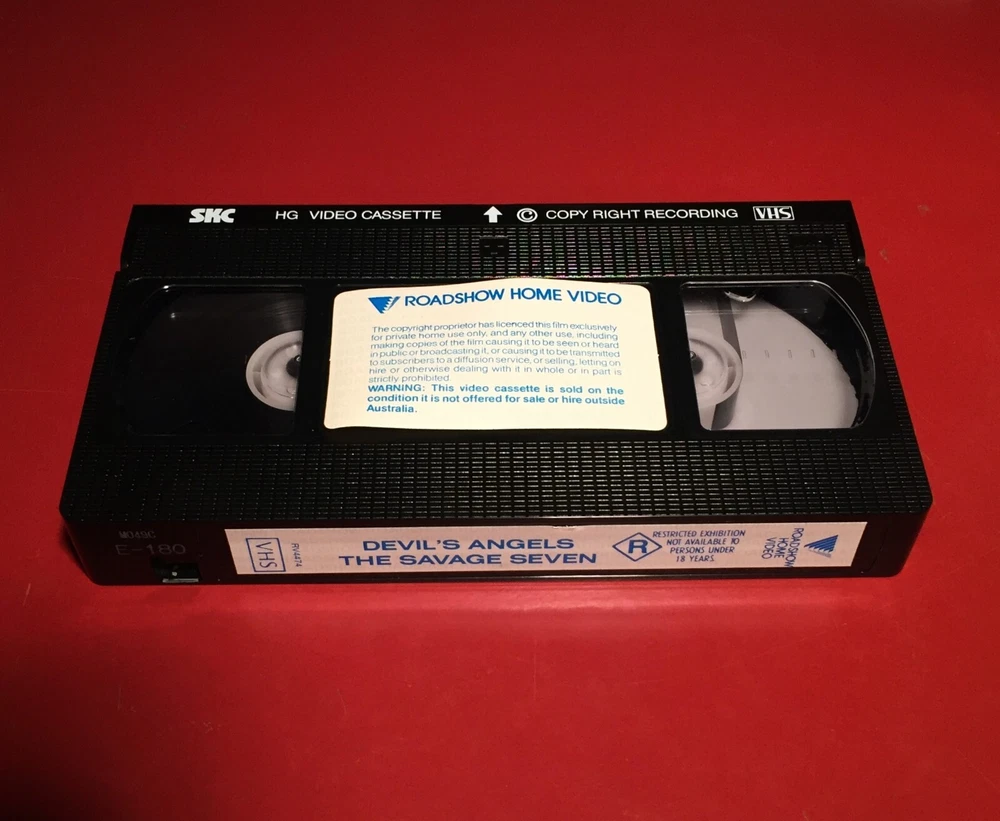 SKC HG VIDEO CASSETTE © COPY RIGHT RECORDING VHS
ROADSHOW HOME VIDEO
The copyright proprietor has licenced this film exclusively
for private home use only, and any other use, including
making copies of the film causing it to be seen or heard
in public or broadcasting it, or causing it to be transmitted
to subscribers to a diffusion service, or selling, letting on
hire or otherwise dealing with it in whole or in part is
strictly prohibited.
WARNING: This video cassette is sold on the
condition it is not offered for sale or hire outside
Australia.
M049C
E-180
VHS
RV4474
DEVIL'S ANGELS
THE SAVAGE SEVEN
R
RESTRICTED EXHIBITION
NOT AVAILABLE TO
PERSONS UNDER
18 YEARS
ROADSHOW
HOME
VIDEO